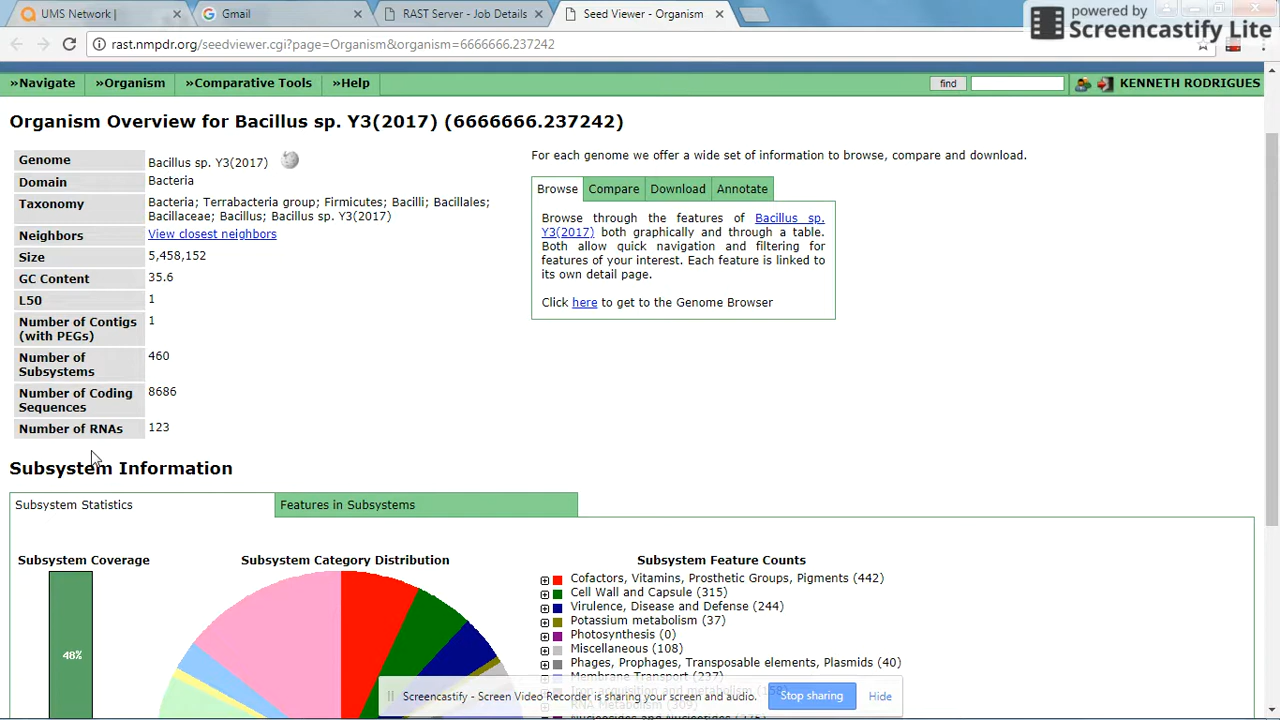 UMS Network |
Gmail
RAST Server - Job Details
Seed Viewer - Organism
powered by
Screencastify Lite
rast.nmpdr.org/seedviewer.cgi?page=Organism&organism=6666666.237242
»Navigate
»Organism
»Comparative Tools
»Help
find
KENNETH RODRIGUES
Organism Overview for Bacillus sp. Y3(2017) (6666666.237242)
Genome Bacillus sp. Y3(2017)
Domain Bacteria
Taxonomy Bacteria; Terrabacteria group; Firmicutes; Bacilli; Bacillales;
Bacillaceae; Bacillus; Bacillus sp. Y3(2017)
Neighbors View closest neighbors
Size 5,458,152
GC Content 35.6
L50 1
Number of Contigs 1
(with PEGs)
Number of 460
Subsystems
Number of Coding 8686
Sequences
Number of RNAs 123
For each genome we offer a wide set of information to browse, compare and download.
Browse Compare Download Annotate
Browse through the features of Bacillus sp.
Y3(2017) both graphically and through a table.
Both allow quick navigation and filtering for
features of your interest. Each feature is linked to
its own detail page.
Click here to get to the Genome Browser
Subsystem Information
Subsystem Statistics
Features in Subsystems
Subsystem Coverage
48%
Subsystem Category Distribution
Subsystem Feature Counts
Cofactors, Vitamins, Prosthetic Groups, Pigments (442)
Cell Wall and Capsule (315)
Virulence, Disease and Defense (244)
Potassium metabolism (37)
Photosynthesis (0)
Miscellaneous (108)
Phages, Prophages, Transposable elements, Plasmids (40)
Membrane Transport
RNA Metabolism (309)
Screencastify - Screen Video Recorder is sharing your screen and audio.
Stop sharing
Hide